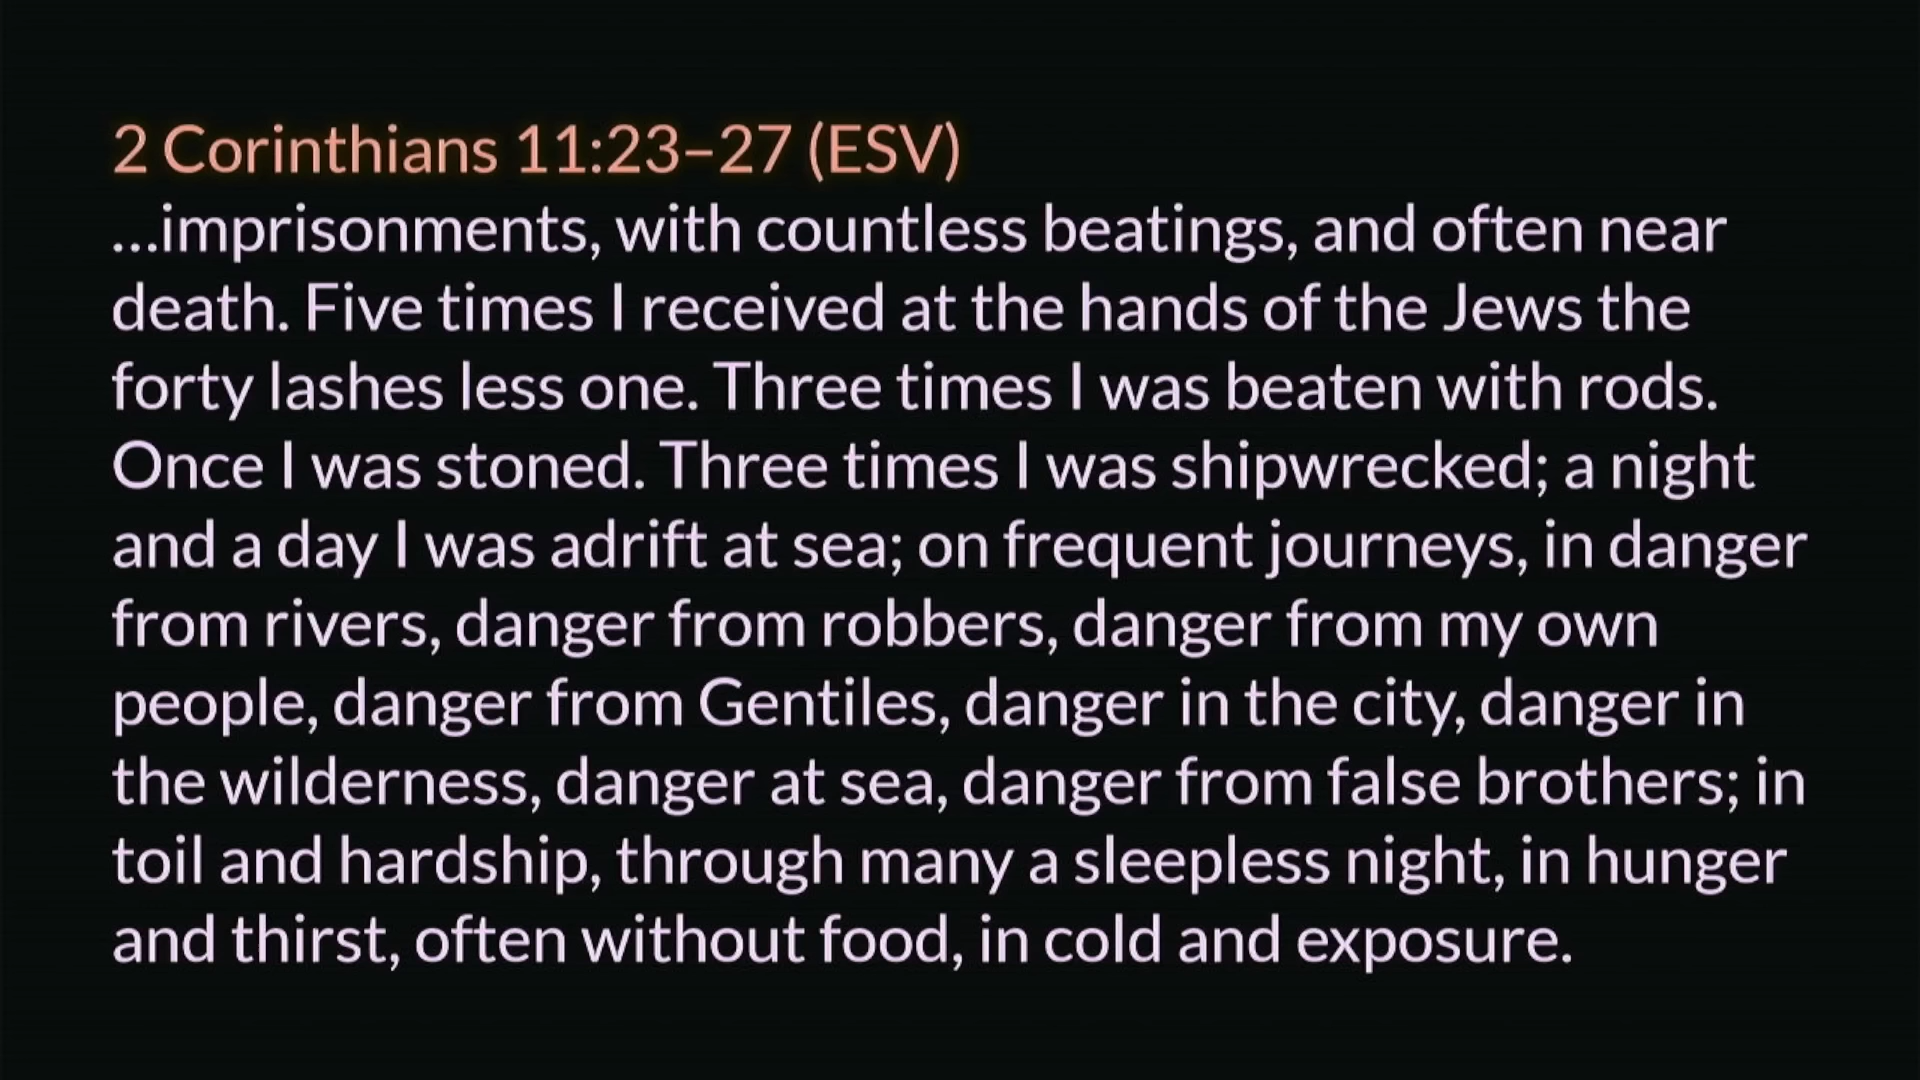 2 Corinthians 11:23–27 (ESV)
...imprisonments, with countless beatings, and often near
death. Five times I received at the hands of the Jews the
forty lashes less one. Three times I was beaten with rods.
Once I was stoned. Three times I was shipwrecked; a night
and a day I was adrift at sea; on frequent journeys, in danger
from rivers, danger from robbers, danger from my own
people, danger from Gentiles, danger in the city, danger in
the wilderness, danger at sea, danger from false brothers; in
toil and hardship, through many a sleepless night, in hunger
and thirst, often without food, in cold and exposure.